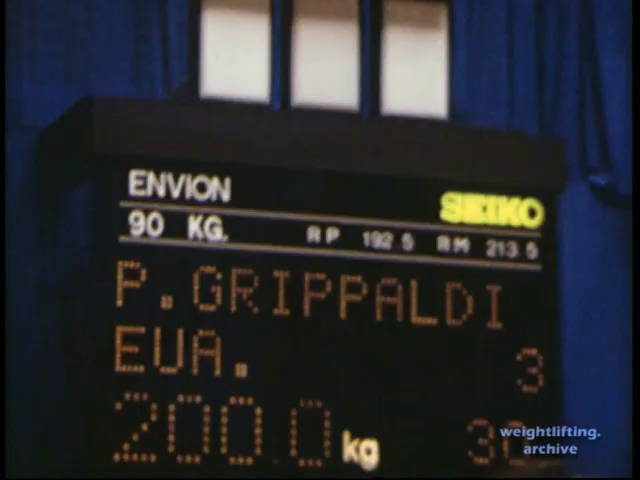 ENVION
SEIKO
90 KG. RP 192.5 RM 213.5
P.GRIPPALDI
EUA. 3
200.0 kg
weightlifting.
archive